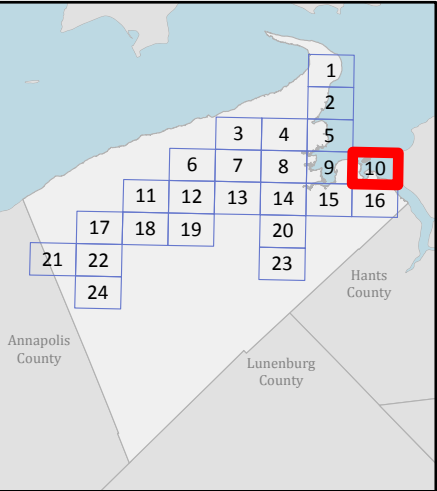 1
2
3 4 5
6 7 8 9 10
11 12 13 14 15 16
17 18 19 20
21 22 23
24
Hants
County
Annapolis
County
Lunenburg
County